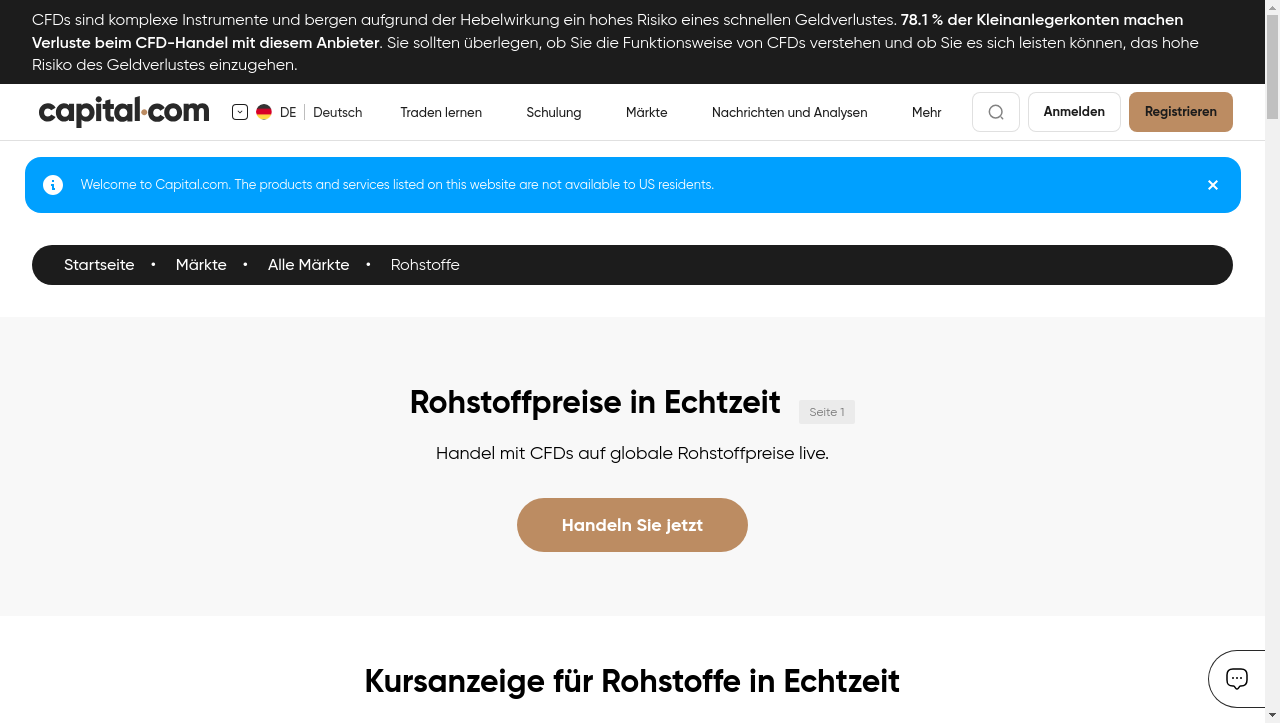 CFDs sind komplexe Instrumente und bergen aufgrund der Hebelwirkung ein hohes Risiko eines schnellen Geldverlustes. 78.1 % der Kleinanlegerkonten machen
Verluste beim CFD-Handel mit diesem Anbieter. Sie sollten überlegen, ob Sie die Funktionsweise von CFDs verstehen und ob Sie es sich leisten können, das hohe
Risiko des Geldverlustes einzugehen.
capital.com DE Deutsch Traden lernen Schulung Märkte Nachrichten und Analysen Mehr Anmelden Registrieren
Welcome to Capital.com. The products and services listed on this website are not available to US residents.
Startseite • Märkte • Alle Märkte • Rohstoffe
Rohstoffpreise in Echtzeit Seite 1
Handel mit CFDs auf globale Rohstoffpreise live.
Handeln Sie jetzt
Kursanzeige für Rohstoffe in Echtzeit